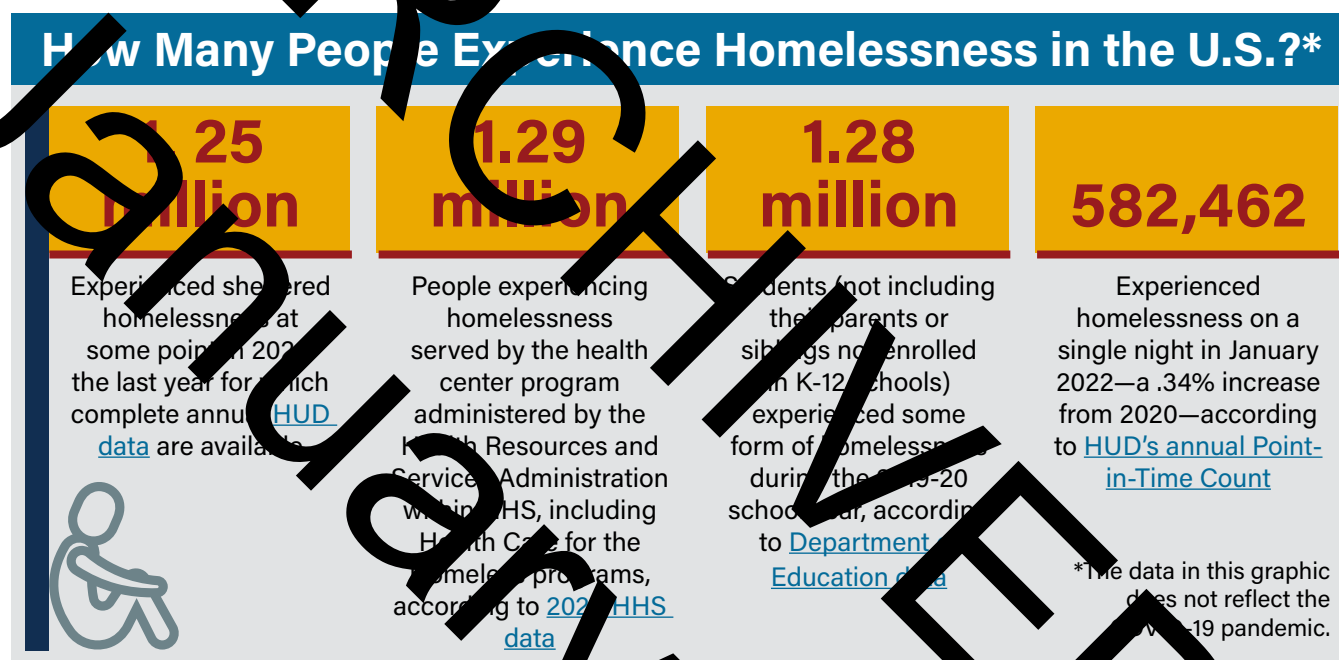 How Many People Experience Homelessness in the U.S.?*
1. 25
million
Experienced sheltered
homelessness at
some point in
the last year for which
complete annual HUD
data are available
1.29
million
People experiencing
homelessness
served by the health
center program
administered by the
Health Resources and
Services Administration
within HHS, including
Health Care for the
Homeless programs,
according to HHS
data
1.28
million
Students (not including
their parents or
siblings not enrolled
in K-12 schools)
experienced some
form of homelessness
during the 2019-20
school year, according
to Department of
Education data
582,462
Experienced
homelessness on a
single night in January
2022—a .34% increase
from 2020—according
to HUD's annual Point-
in-Time Count
*The data in this graphic
does not reflect the
COVID-19 pandemic.
RCHIVE
Januar